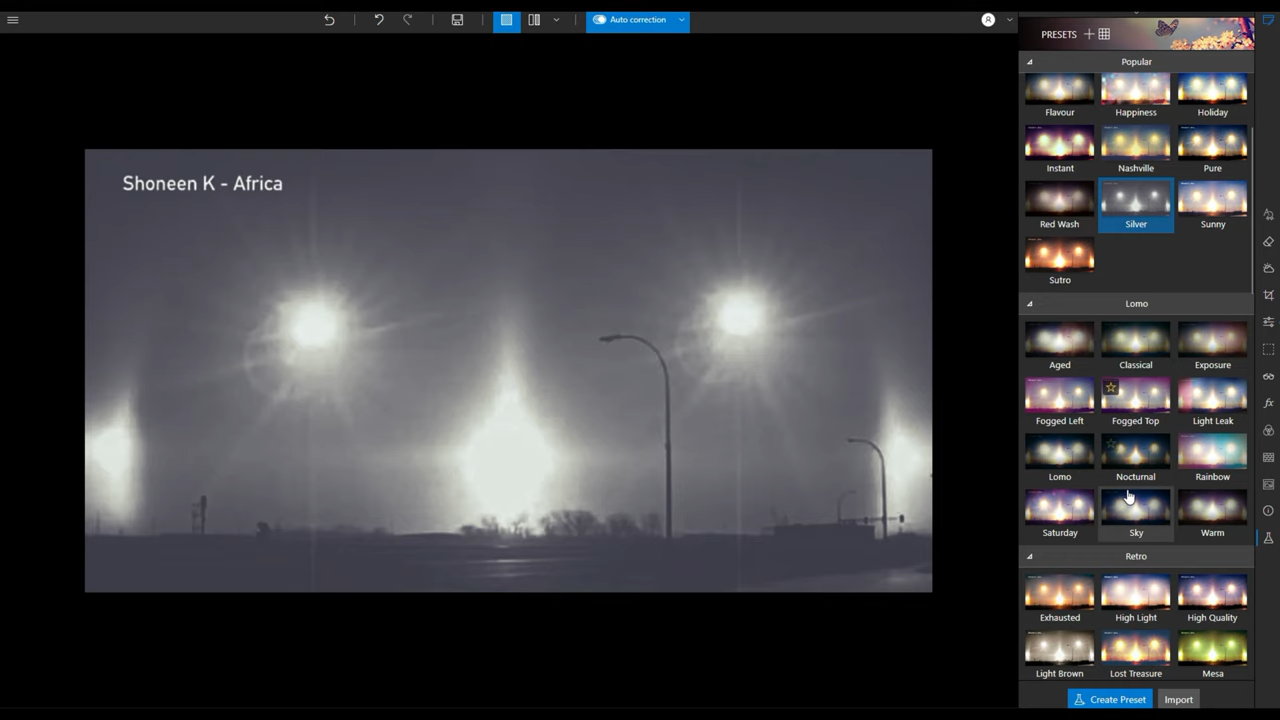 Auto correction
PRESETS
Popular
Flavour
Happiness
Holiday
Instant
Nashville
Pure
Red Wash
Silver
Sunny
Sutro
Shoneen K - Africa
Lomo
Aged
Classical
Exposure
Fogged Left
Fogged Top
Light Leak
Lomo
Nocturnal
Rainbow
Saturday
Sky
Warm
Retro
Exhausted
High Light
High Quality
Light Brown
Lost Treasure
Mesa
Create Preset
Import